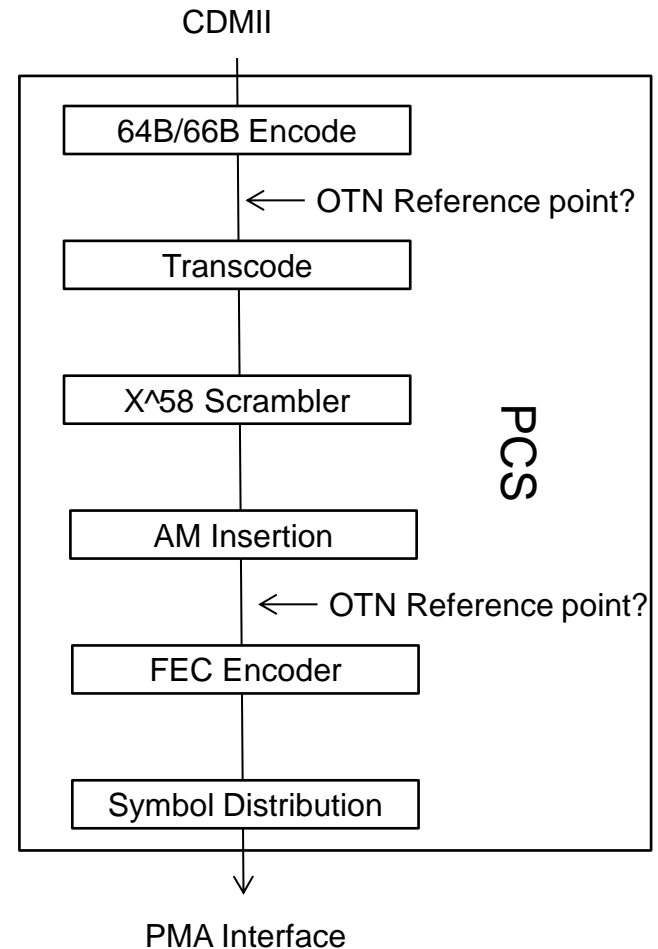 CDMII
64B/66B Encode
OTN Reference point?
Transcode
X^58 Scrambler
PCS
AM Insertion
OTN Reference point?
FEC Encoder
Symbol Distribution
PMA Interface